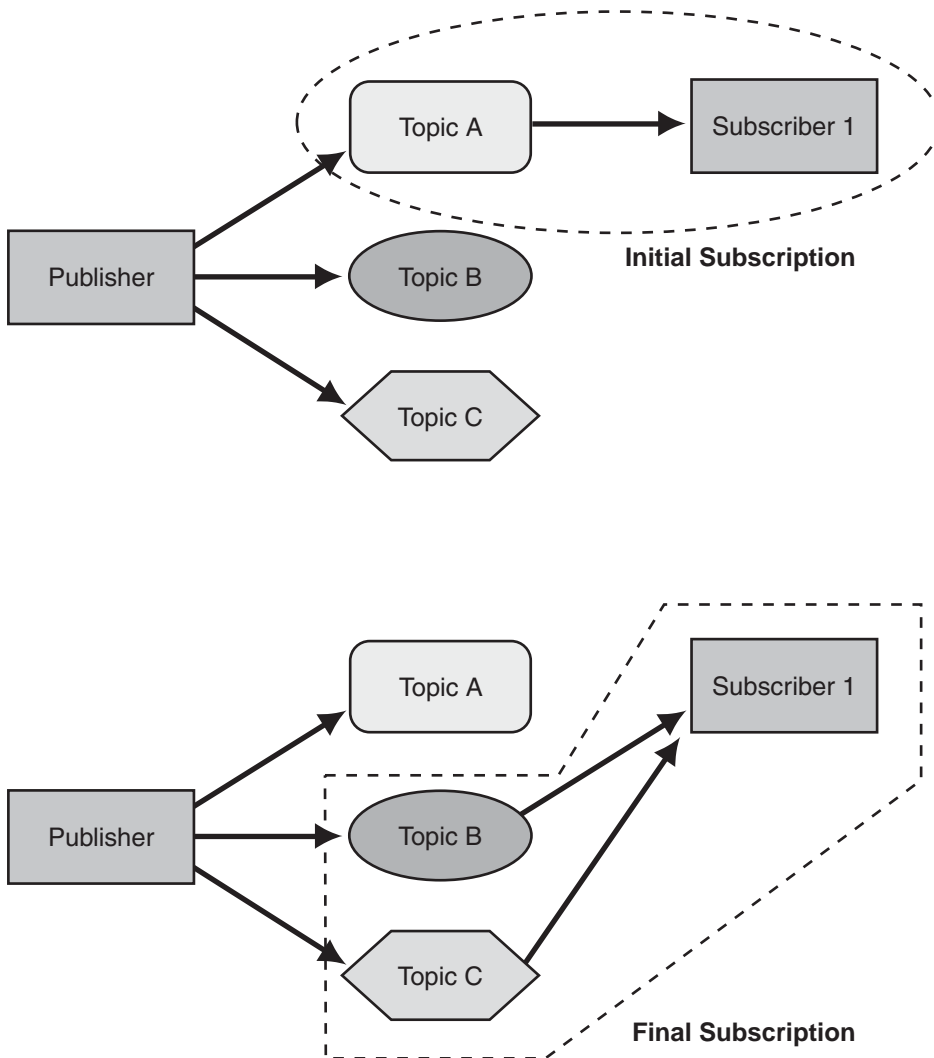 Topic A
Subscriber 1
Initial Subscription
Publisher
Topic B
Topic C
Topic A
Subscriber 1
Publisher
Topic B
Topic C
Final Subscription